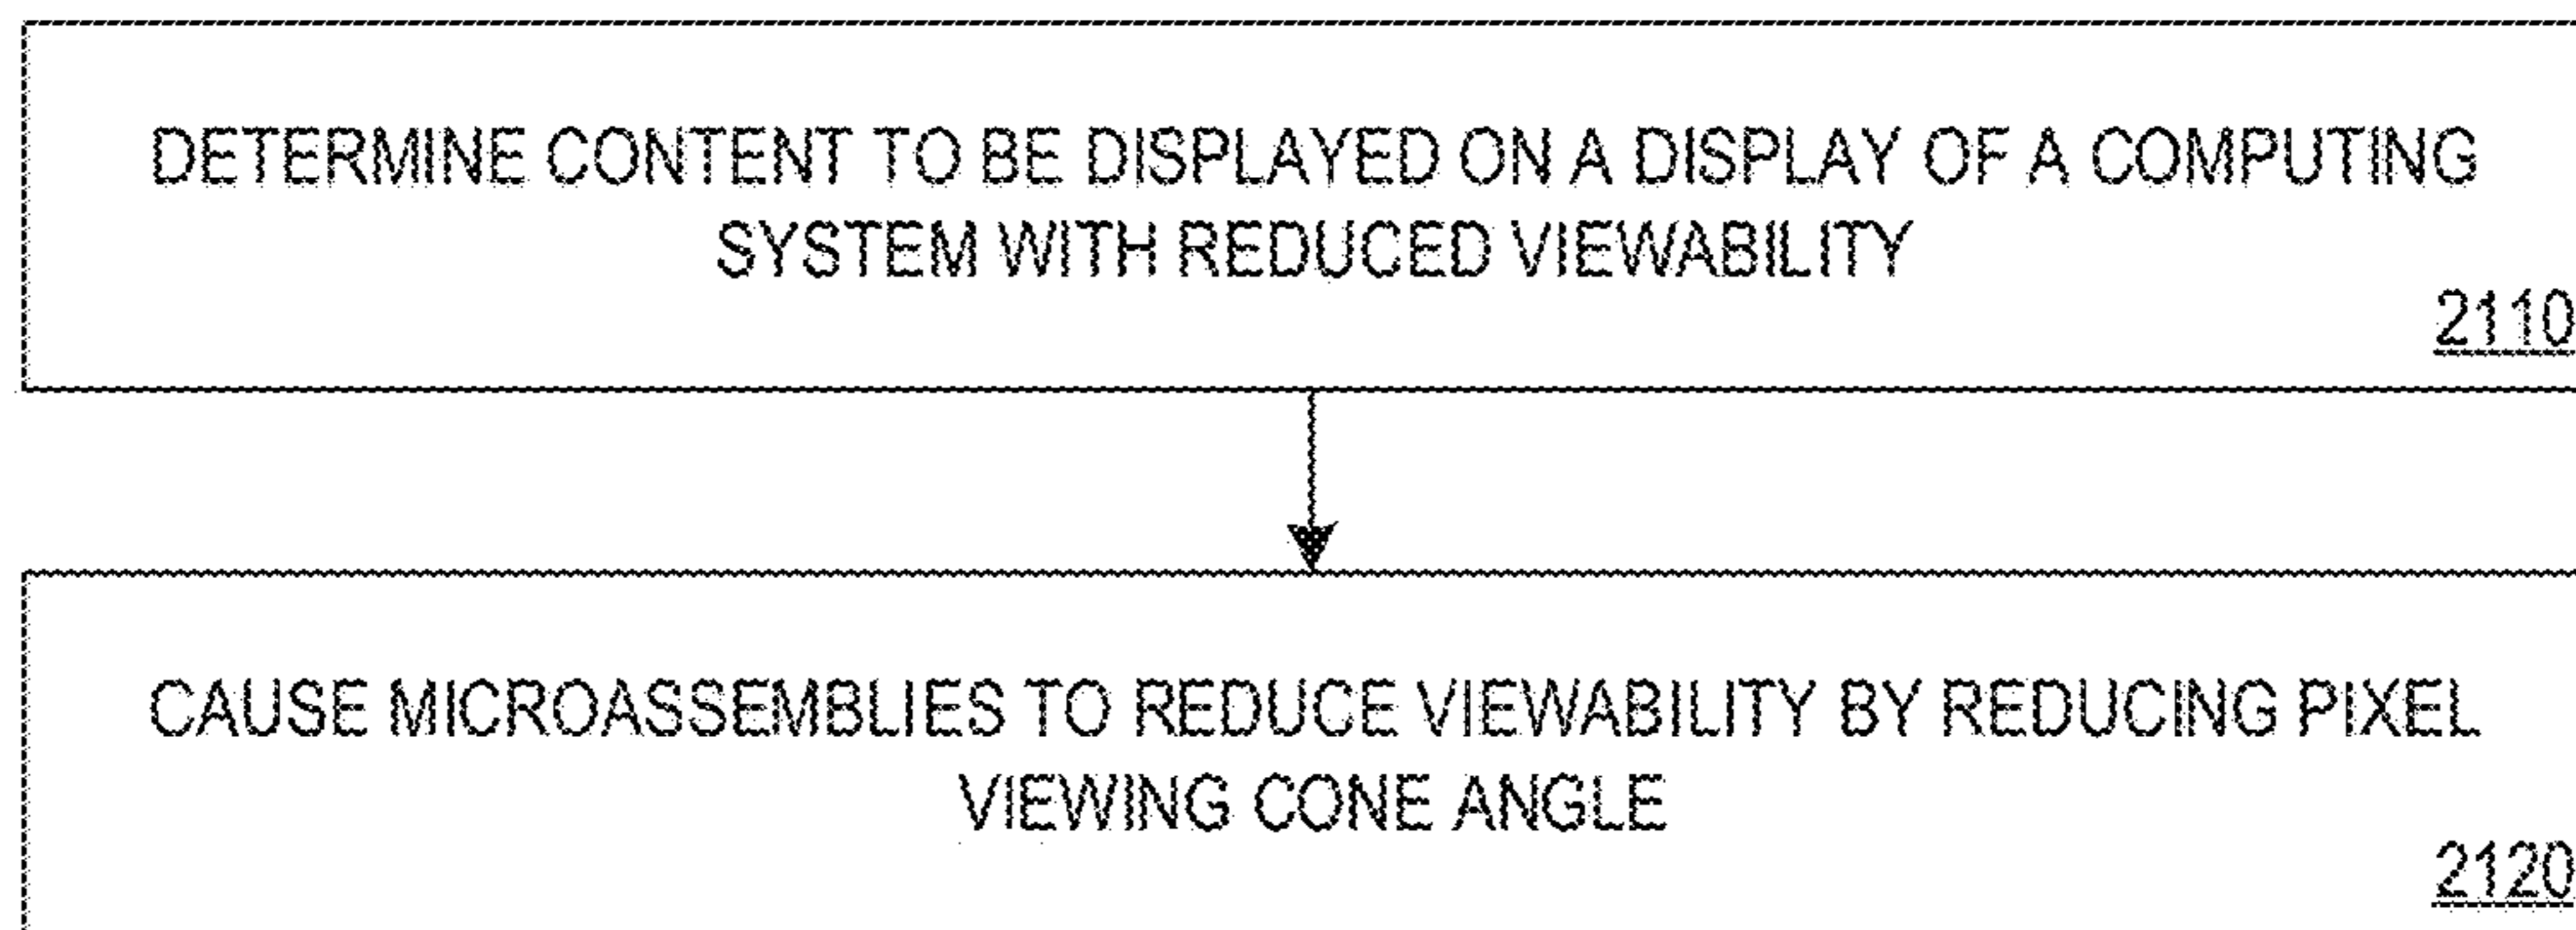 DETERMINE CONTENT TO BE DISPLAYED ON A DISPLAY OF A COMPUTING
SYSTEM WITH REDUCED VIEWABILITY
2110
CAUSE MICROASSEMBLIES TO REDUCE VIEWABILITY BY REDUCING PIXEL
VIEWING CONE ANGLE
2120